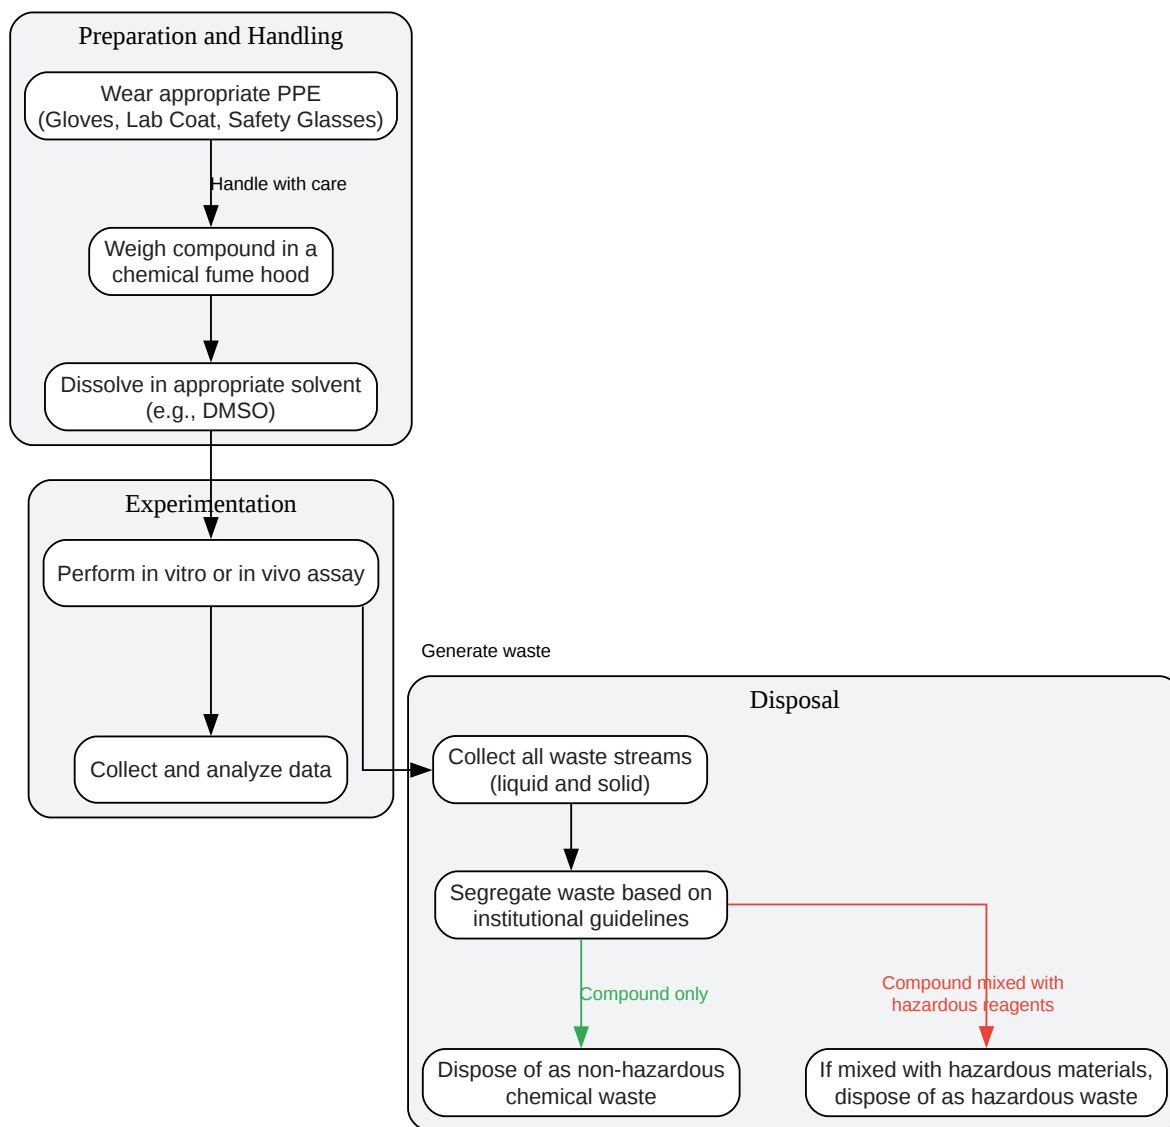 Preparation and Handling
Wear appropriate PPE
(Gloves, Lab Coat, Safety Glasses)
Handle with care
Weigh compound in a
chemical fume hood
Dissolve in appropriate solvent
(e.g., DMSO)
Experimentation
Perform in vitro or in vivo assay
Collect and analyze data
Generate waste
Disposal
Collect all waste streams
(liquid and solid)
Segregate waste based on
institutional guidelines
Compound only
Compound mixed with
hazardous reagents
Dispose of as non-hazardous
chemical waste
If mixed with hazardous materials,
dispose of as hazardous waste